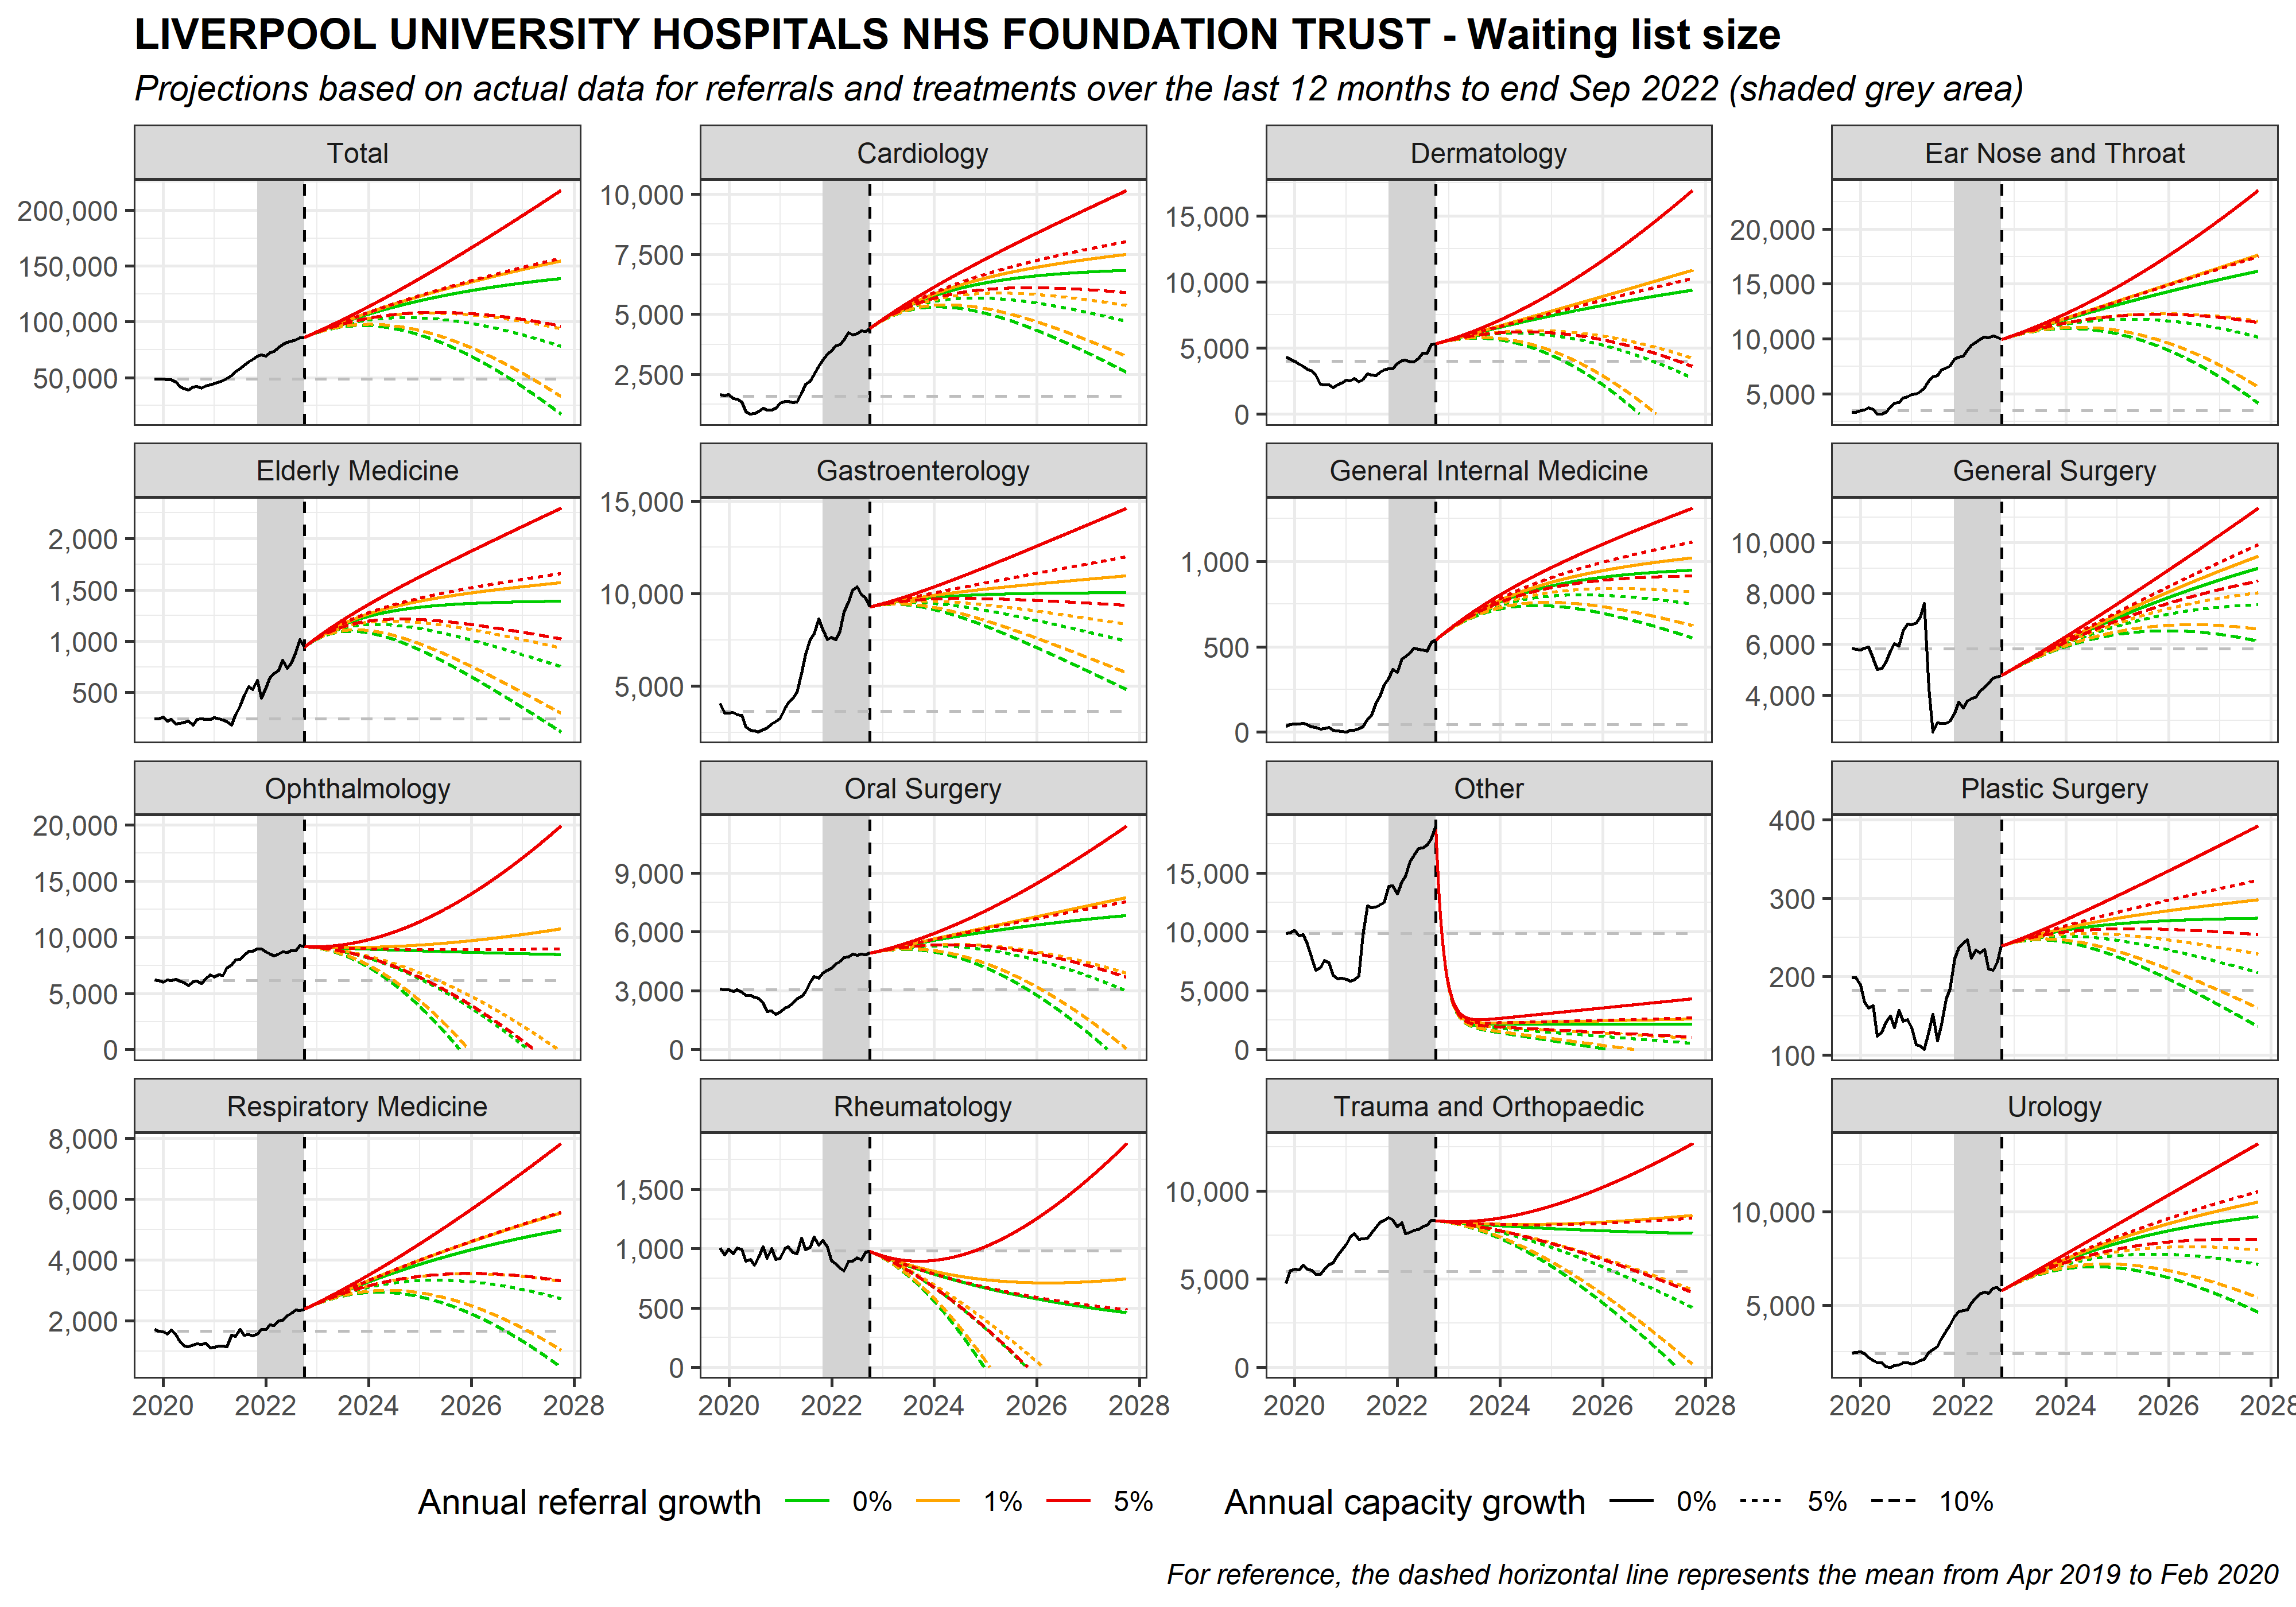 LIVERPOOL UNIVERSITY HOSPITALS NHS FOUNDATION TRUST - Waiting list size
Projections based on actual data for referrals and treatments over the last 12 months to end Sep 2022 (shaded grey area)
Total
200,000
150,000
100,000
50,000
Cardiology
10,000
7,500
5,000
2,500
Dermatology
15,000
10,000
5,000
0
Ear Nose and Throat
20,000
15,000
10,000
5,000
Elderly Medicine
2,000
1,500
1,000
500
Gastroenterology
15,000
10,000
5,000
General Internal Medicine
1,000
500
0
General Surgery
10,000
8,000
6,000
4,000
Ophthalmology
20,000
15,000
10,000
5,000
0
Oral Surgery
9,000
6,000
3,000
0
Other
15,000
10,000
5,000
0
Plastic Surgery
400
300
200
100
Respiratory Medicine
8,000
6,000
4,000
2,000
2020 2022 2024 2026 2028
Rheumatology
1,500
1,000
500
0
2020 2022 2024 2026 2028
Trauma and Orthopaedic
10,000
5,000
0
2020 2022 2024 2026 2028
Urology
10,000
5,000
2020 2022 2024 2026 2028
Annual referral growth 0% 1% 5% Annual capacity growth 0% 5% 10%
For reference, the dashed horizontal line represents the mean from Apr 2019 to Feb 2020